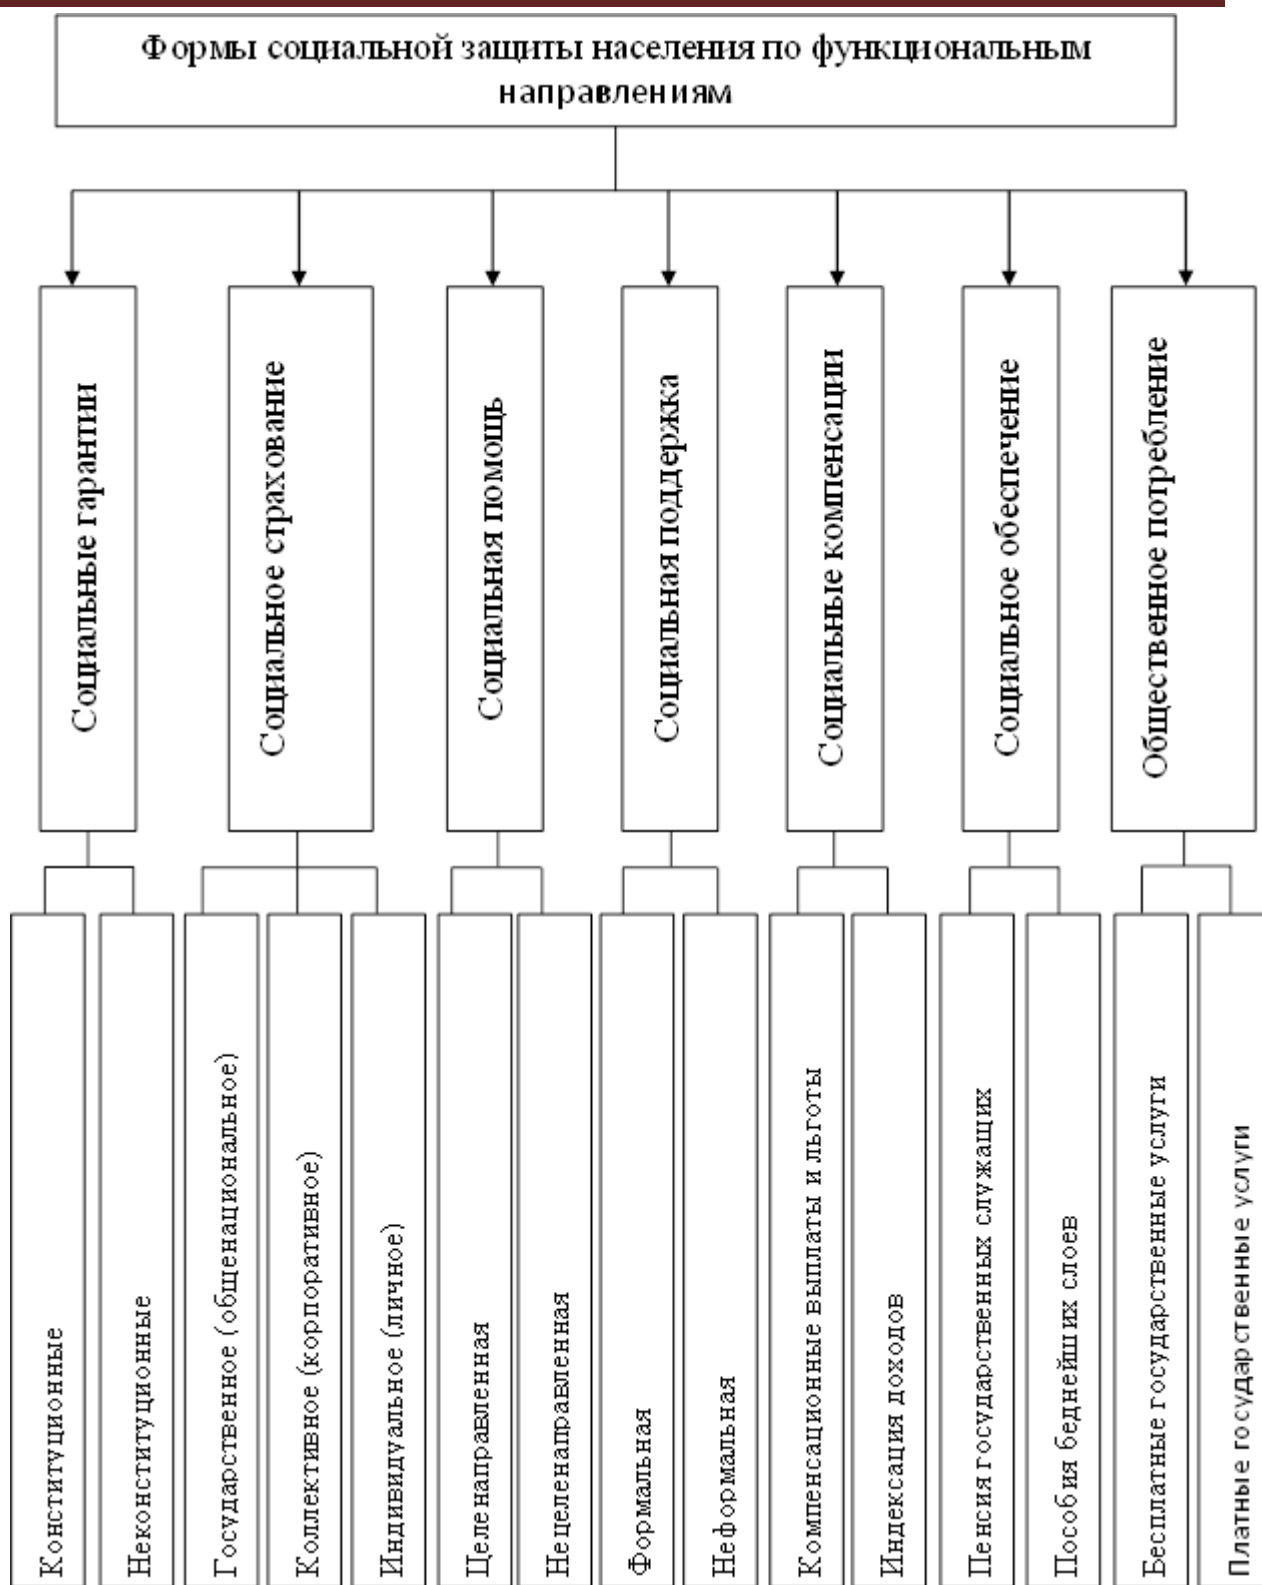 Формы социальной защиты населения по функциональным
направлениям
Социальные гарантии
Социальное страхование
Социальная помощь
Социальная поддержка
Социальные компенсации
Социальное обеспечение
Общественное потребление
Конституционные
Неконституционные
Государственное (общенациональное)
Коллективное (корпоративное)
Индивидуальное (личное)
Целенаправленная
Нецеленаправленная
Формальная
Неформальная
Компенсационные выплаты и льготы
Индексация доходов
Пенсия государственных служащих
Пособия беднейших слоев
Бесплатные государственные услуги
Платные государственные услуги